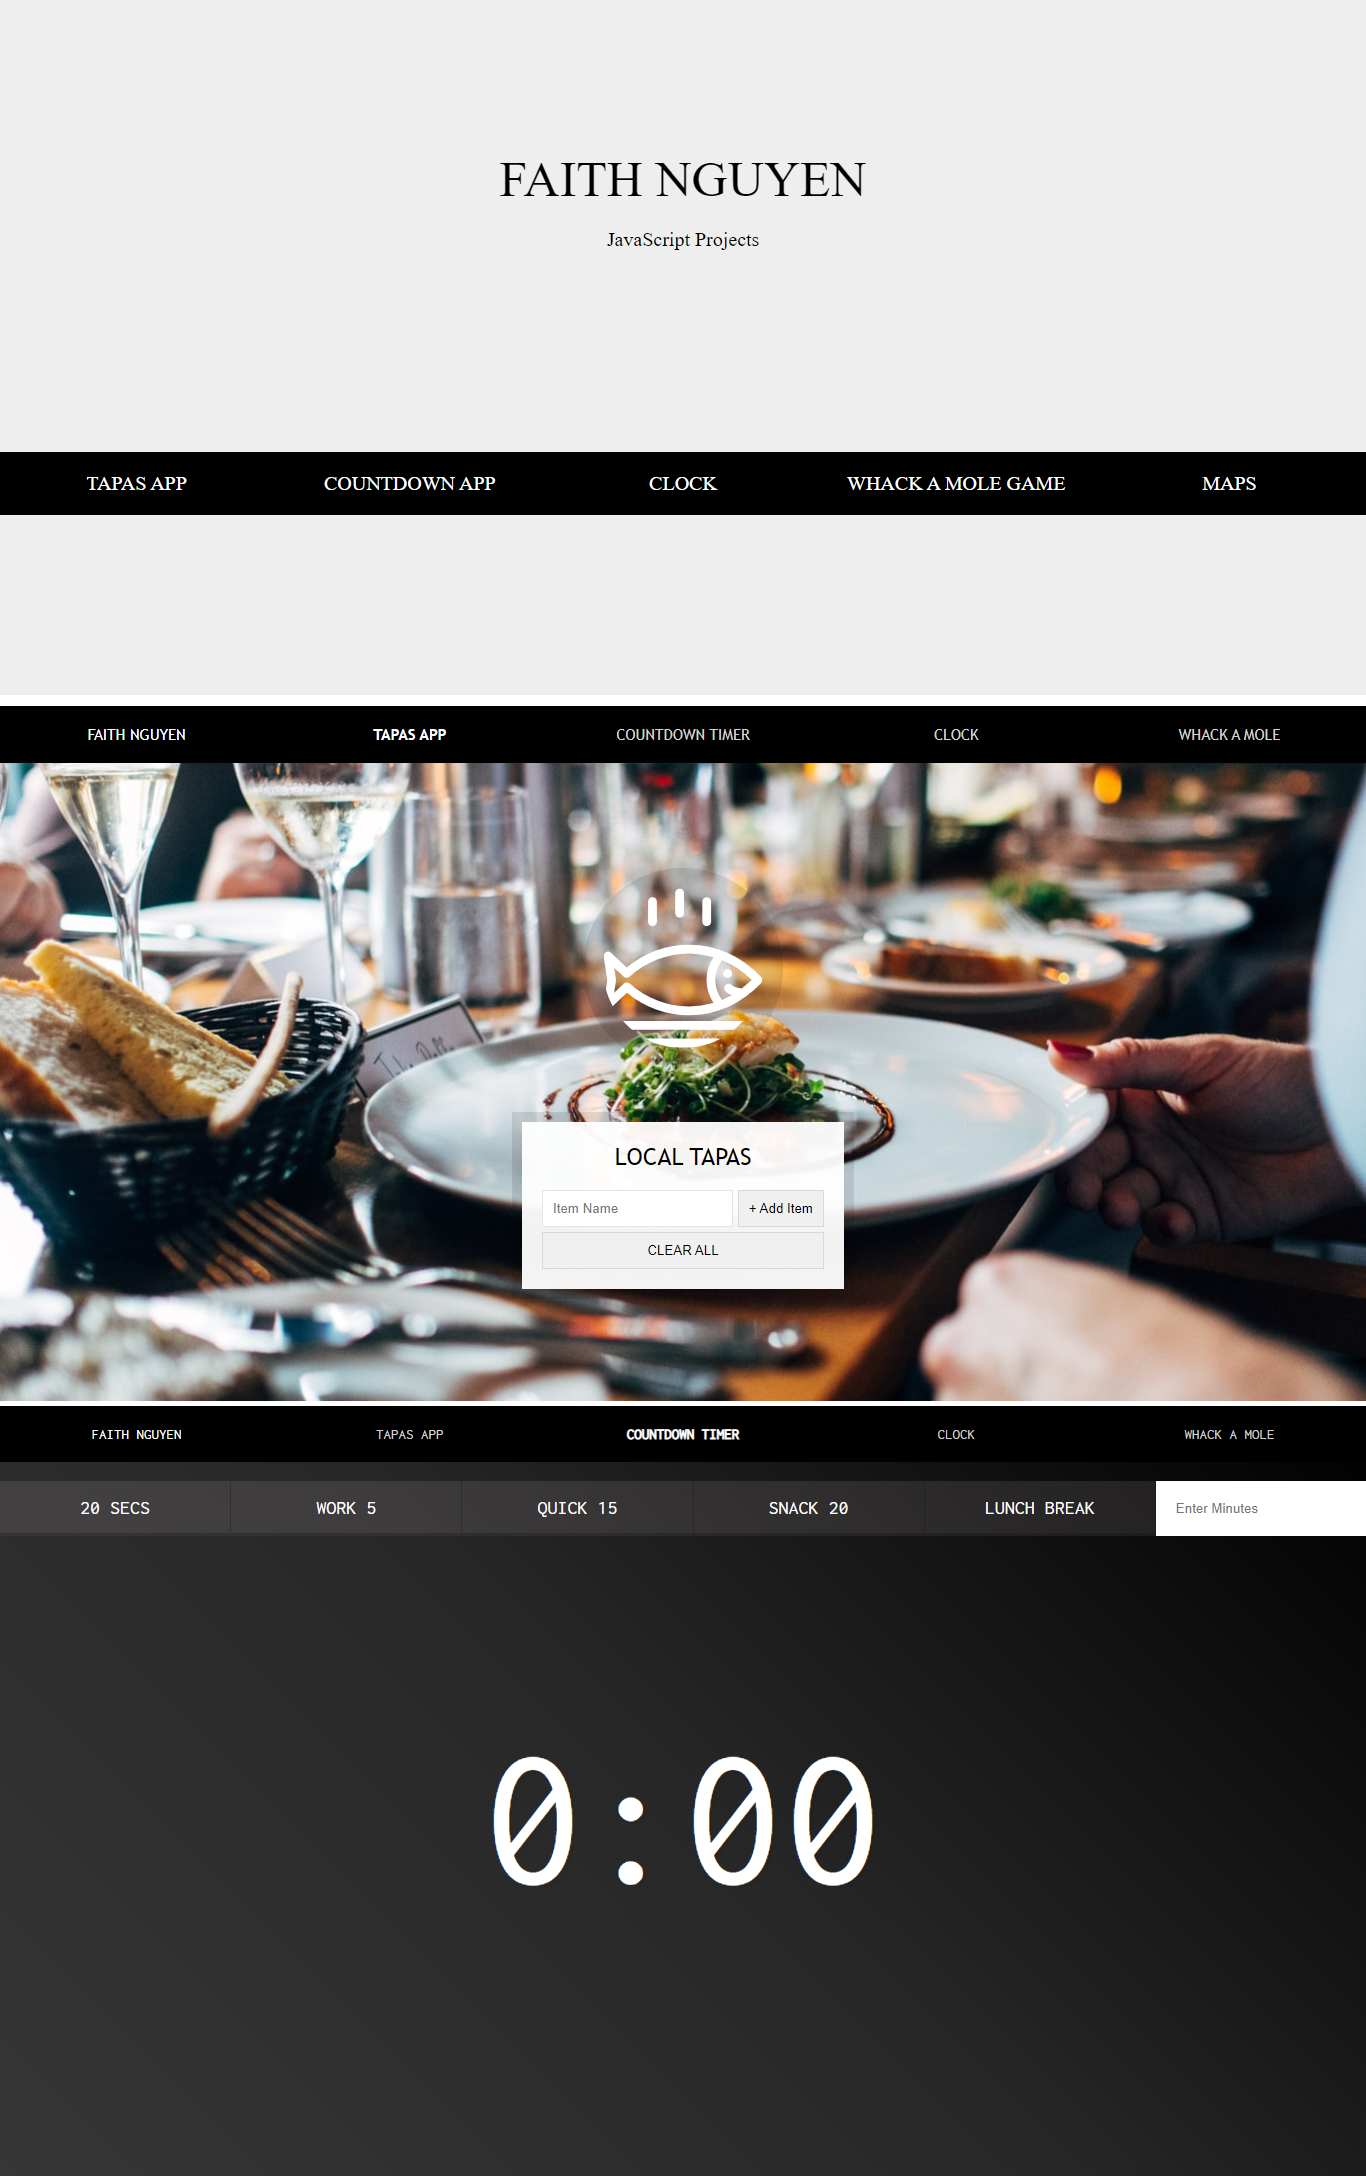 FAITH NGUYEN
JavaScript Projects
TAPAS APP COUNTDOWN APP CLOCK WHACK A MOLE GAME MAPS
FAITH NGUYEN TAPAS APP COUNTDOWN TIMER CLOCK WHACK A MOLE
LOCAL TAPAS
Item Name + Add Item
CLEAR ALL
FAITH NGUYEN TAPAS APP COUNTDOWN TIMER CLOCK WHACK A MOLE
20 SECS WORK 5 QUICK 15 SNACK 20 LUNCH BREAK Enter Minutes
0:00